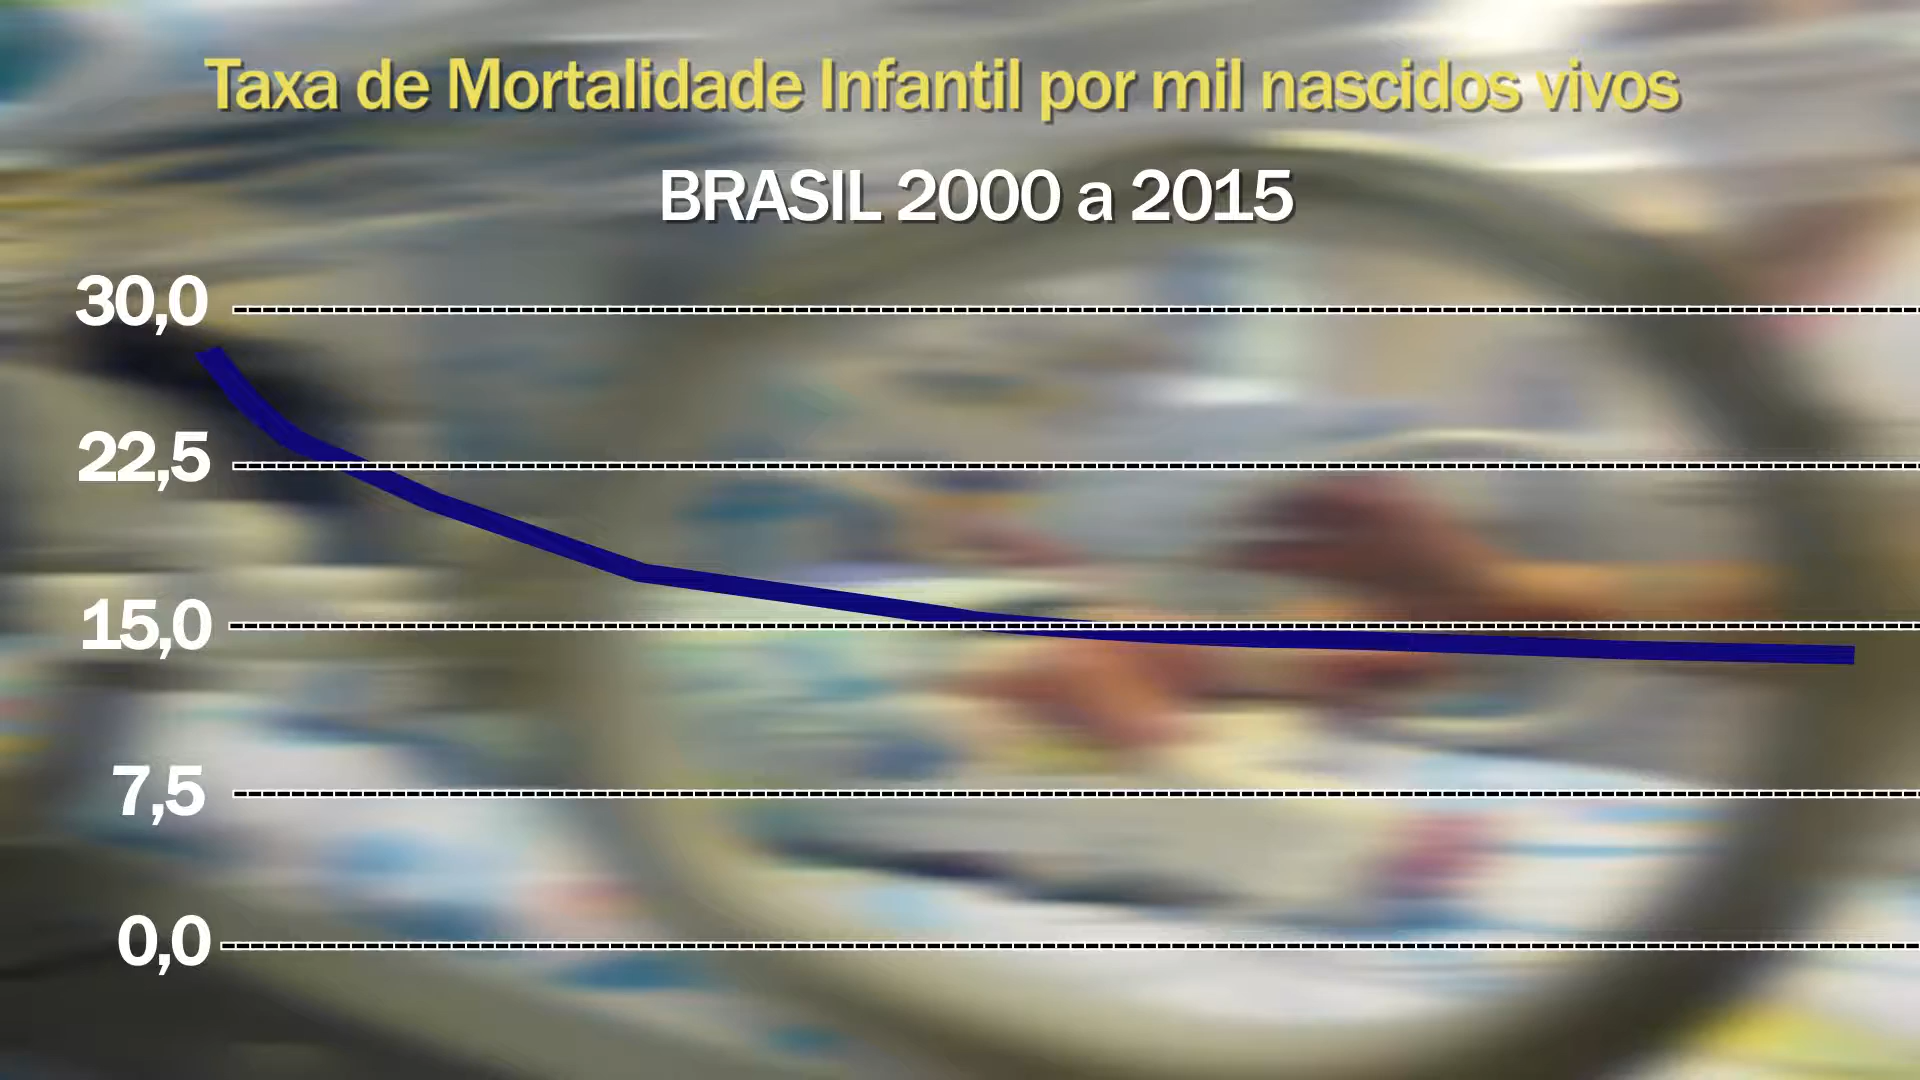 Taxa de Mortalidade Infantil por mil nascidos vivos
BRASIL 2000 a 2015
30,0
22,5
15,0
7,5
0,0